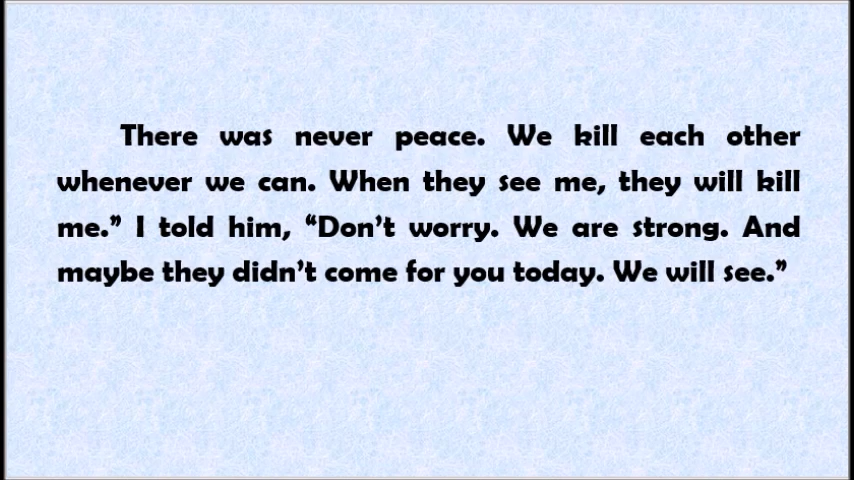 There was never peace. We kill each other
whenever we can. When they see me, they will kill
me.” I told him, “Don’t worry. We are strong. And
maybe they didn’t come for you today. We will see.”